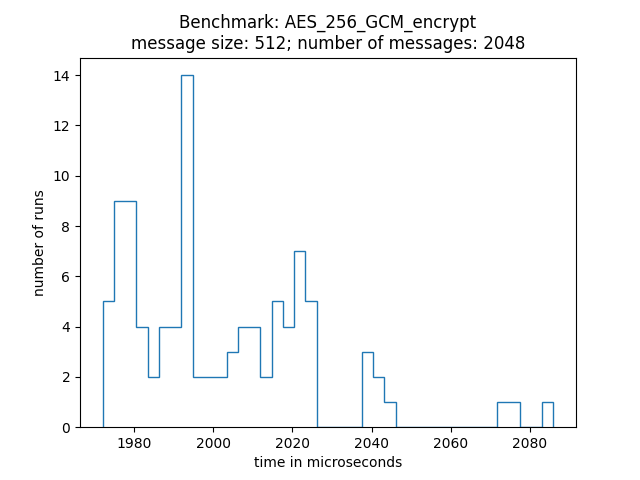 Benchmark: AES_256_GCM_encrypt
message size: 512; number of messages: 2048
14
12
10
8
6
4
2
0
number of runs
1980 2000 2020 2040 2060 2080
time in microseconds